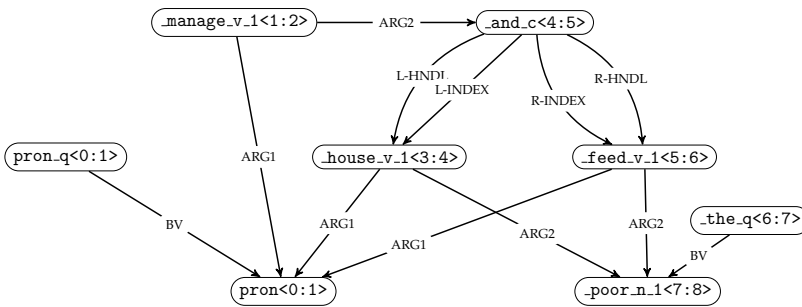 _manage_v_1<1:2>
ARG2
_and_c<4:5>
L-HNDL
L-INDEX
R-INDEX
R-HNDL
pron_q<0:1>
ARG1
_house_v_1<3:4>
_feed_v_1<5:6>
BV
ARG1
ARG1
ARG2
ARG2
_the_q<6:7>
BV
pron<0:1>
_poor_n_1<7:8>